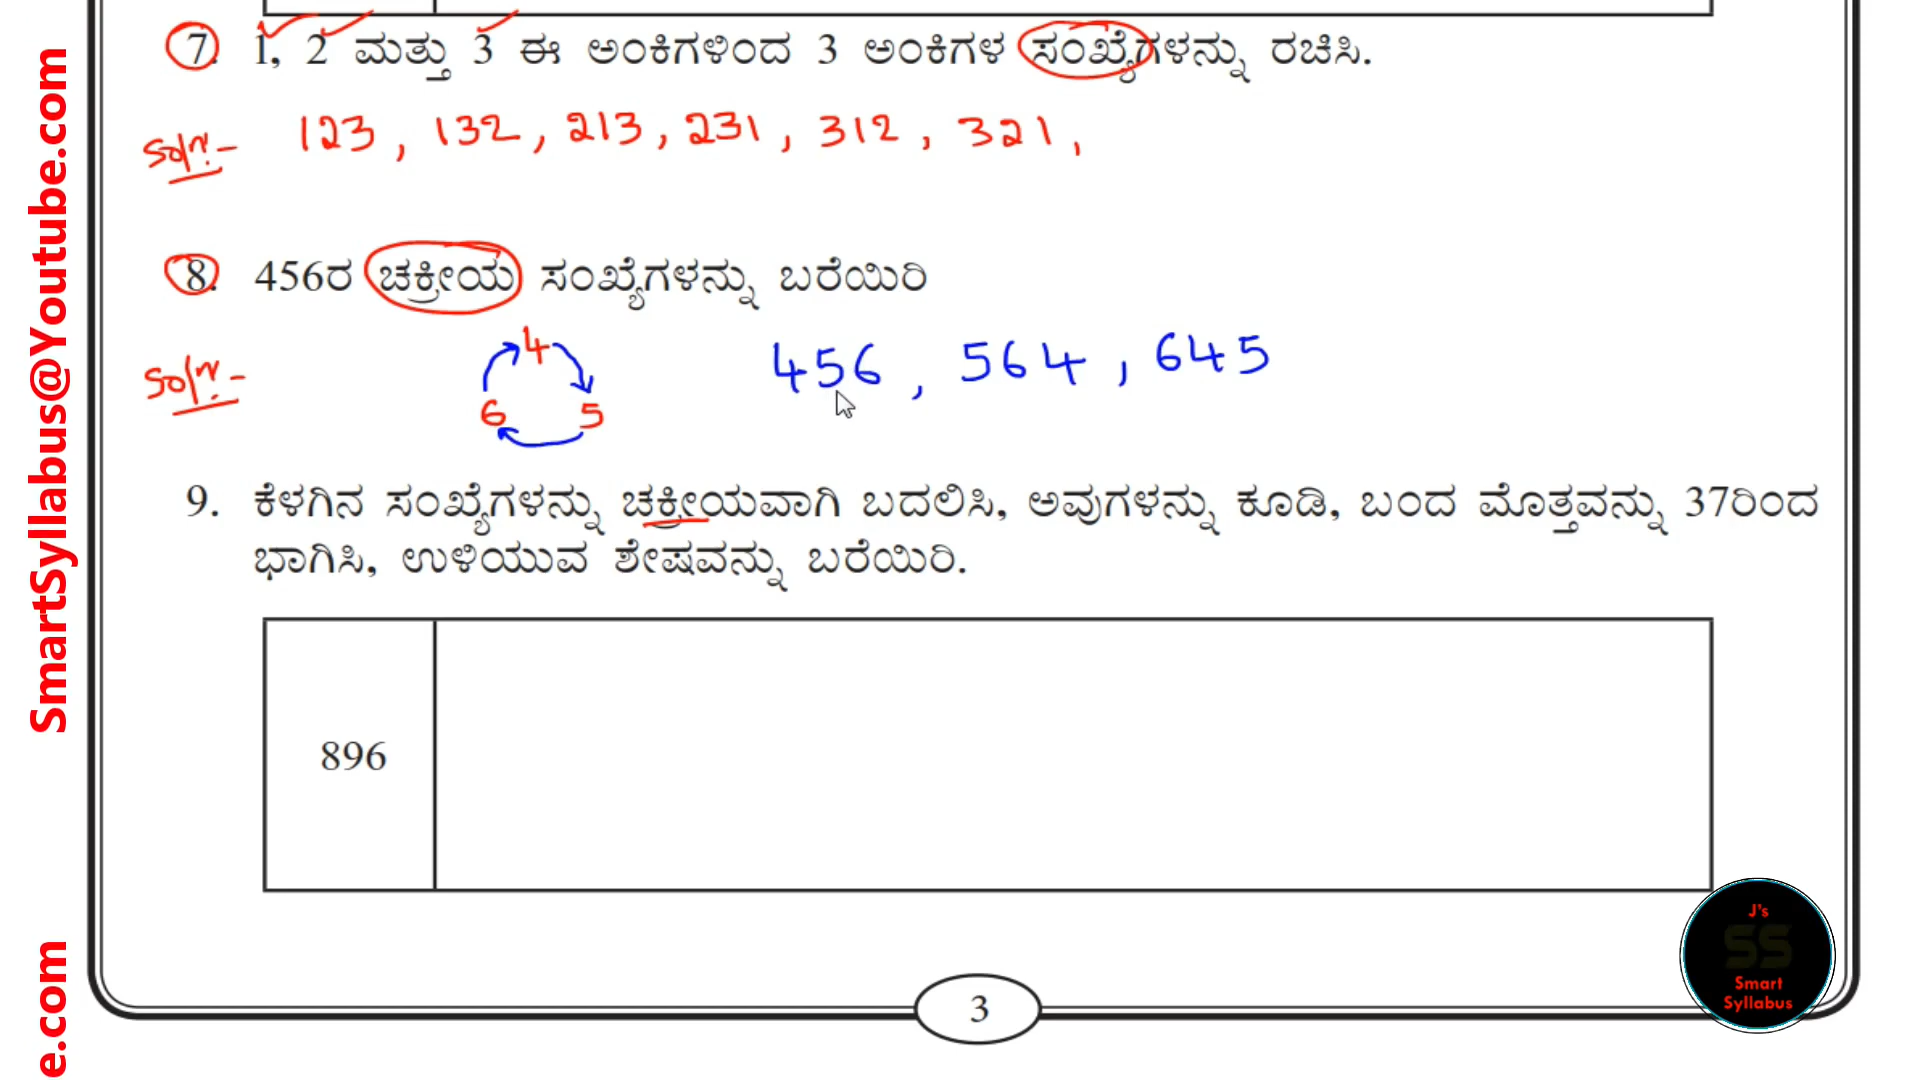 7. 1, 2 ಮತ್ತು 3 ಈ ಅಂಕಿಗಳಿಂದ 3 ಅಂಕಿಗಳ ಸಂಖ್ಯೆಗಳನ್ನು ರಚಿಸಿ.
Soln:- 123, 132, 213, 231, 312, 321,
8. 456ರ ಚಕ್ರೀಯ ಸಂಖ್ಯೆಗಳನ್ನು ಬರೆಯಿರಿ
4
456, 564, 645
Soln:-
6 5
9. ಕೆಳಗಿನ ಸಂಖ್ಯೆಗಳನ್ನು ಚಕ್ರೀಯವಾಗಿ ಬದಲಿಸಿ, ಅವುಗಳನ್ನು ಕೂಡಿ, ಬಂದ ಮೊತ್ತವನ್ನು 37ರಿಂದ
ಭಾಗಿಸಿ, ಉಳಿಯುವ ಶೇಷವನ್ನು ಬರೆಯಿರಿ.
896
3
SmartSyllabus@Youtube.com
e.com
J's
SS
Smart
Syllabus